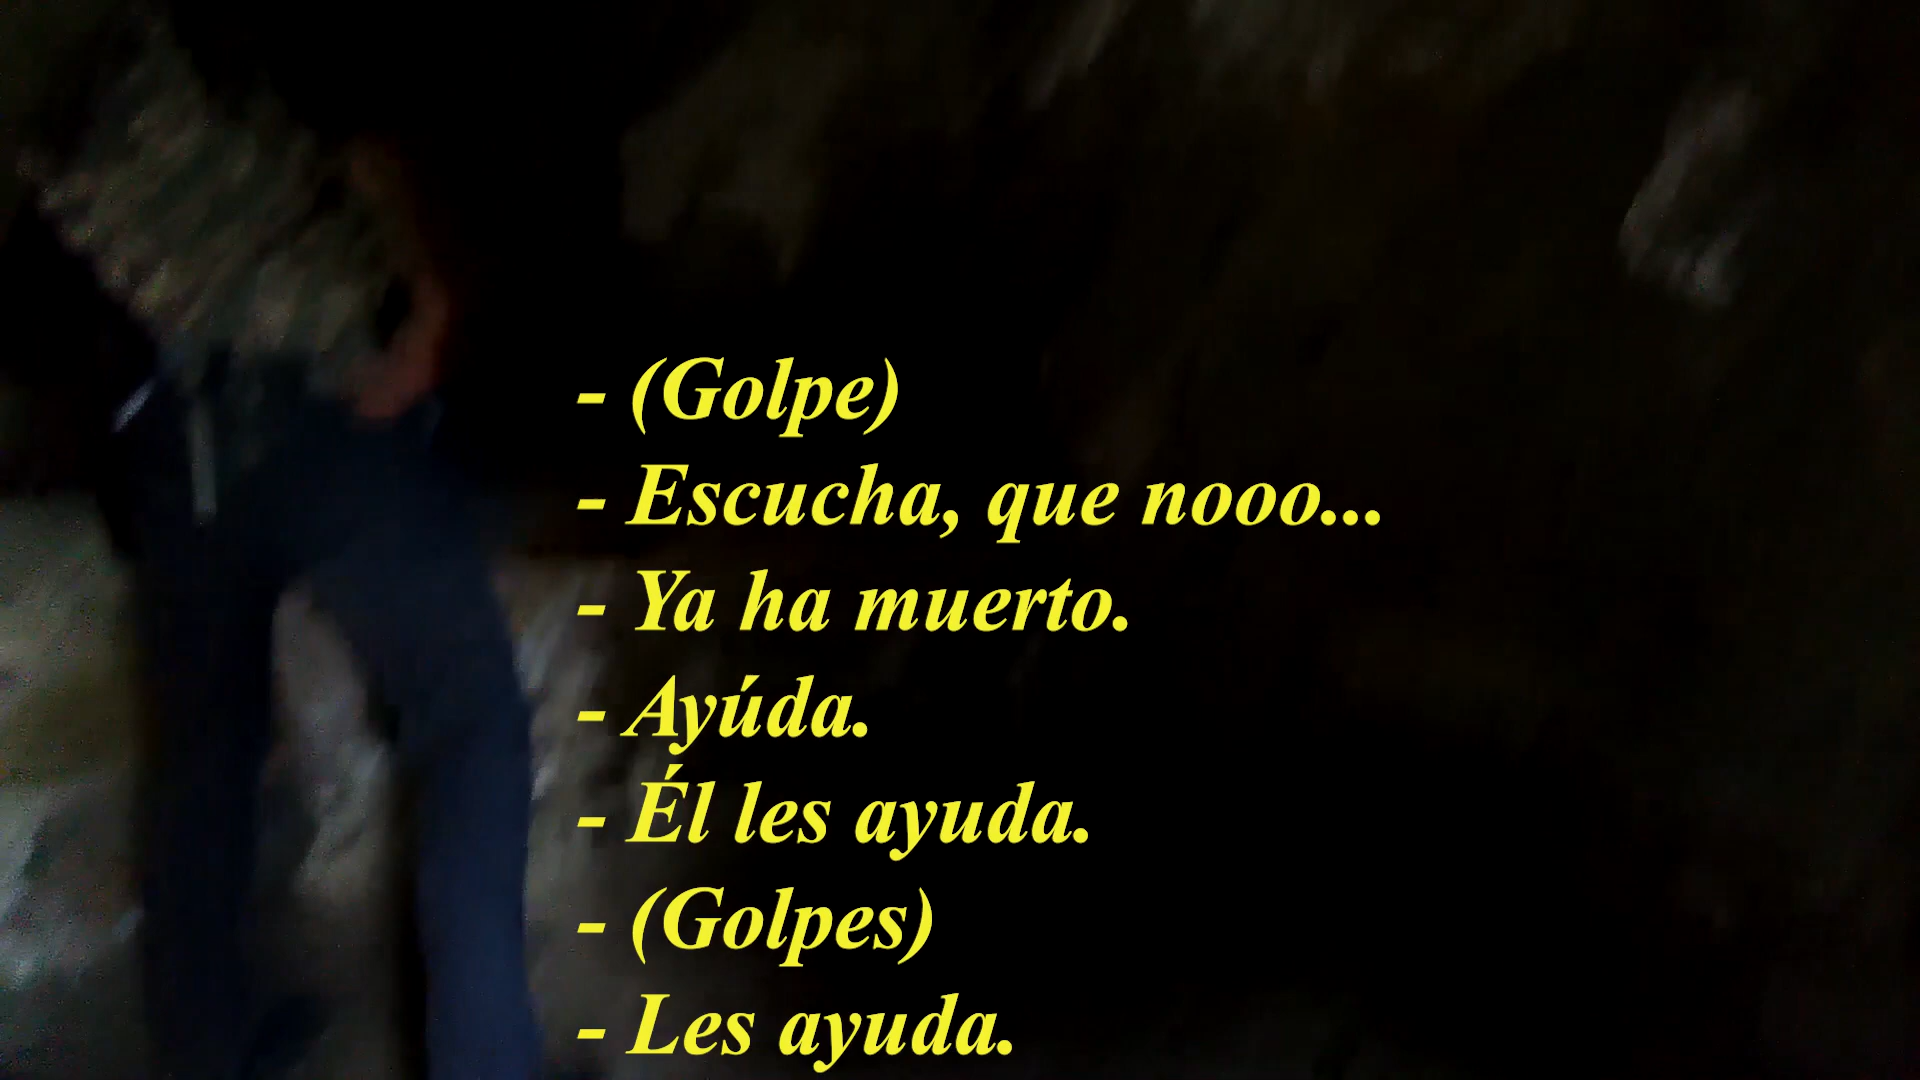 - (Golpe)
- Escucha, que nooo...
- Ya ha muerto.
- Ayúda.
- Él les ayuda.
- (Golpes)
- Les ayuda.